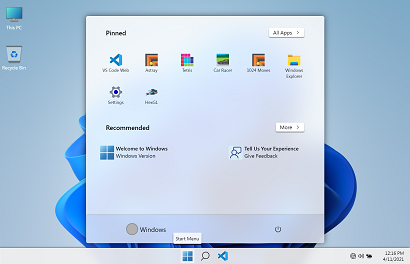 This PC
Recycle Bin
Pinned
All Apps
VS Code Web
Astray
Tetris
Car Racer
1024 Moves
Windows Explorer
Settings
HexGL
Recommended
More
Welcome to Windows
Windows Version
Tell Us Your Experience
Give Feedback
Windows
Start Menu
12:16 PM
4/11/2021